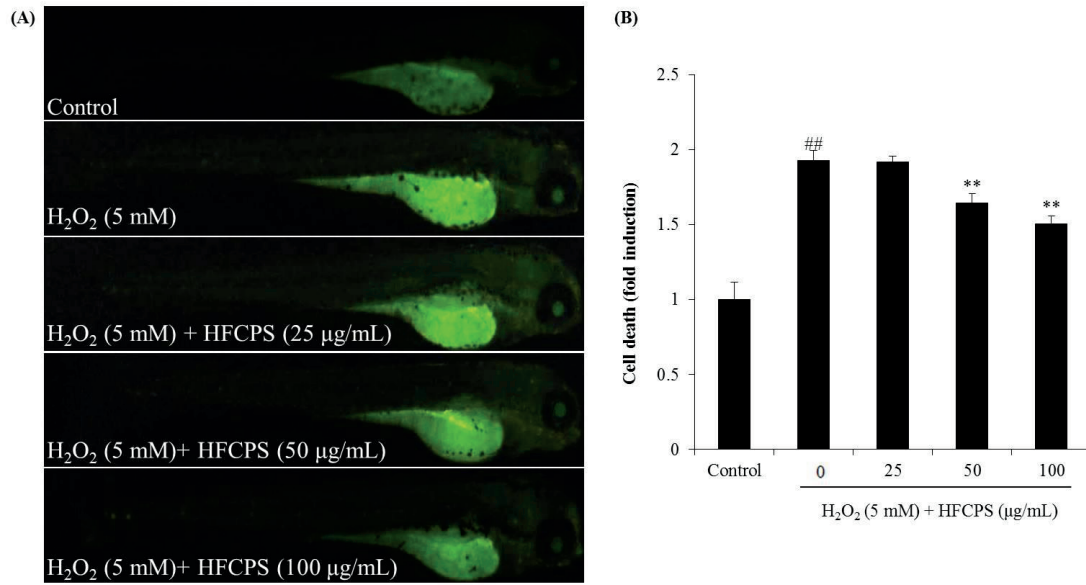 (A)
Control
H₂O₂ (5 mM)
H₂O₂ (5 mM) + HFCPS (25 μg/mL)
H₂O₂ (5 mM)+ HFCPS (50 μg/mL)
H₂O₂ (5 mM)+ HFCPS (100 μg/mL)
(B)
Cell death (fold induction)
2.5
2
1.5
1
0.5
0
##
**
**
Control 0 25 50 100
H₂O₂ (5 mM) + HFCPS (μg/mL)